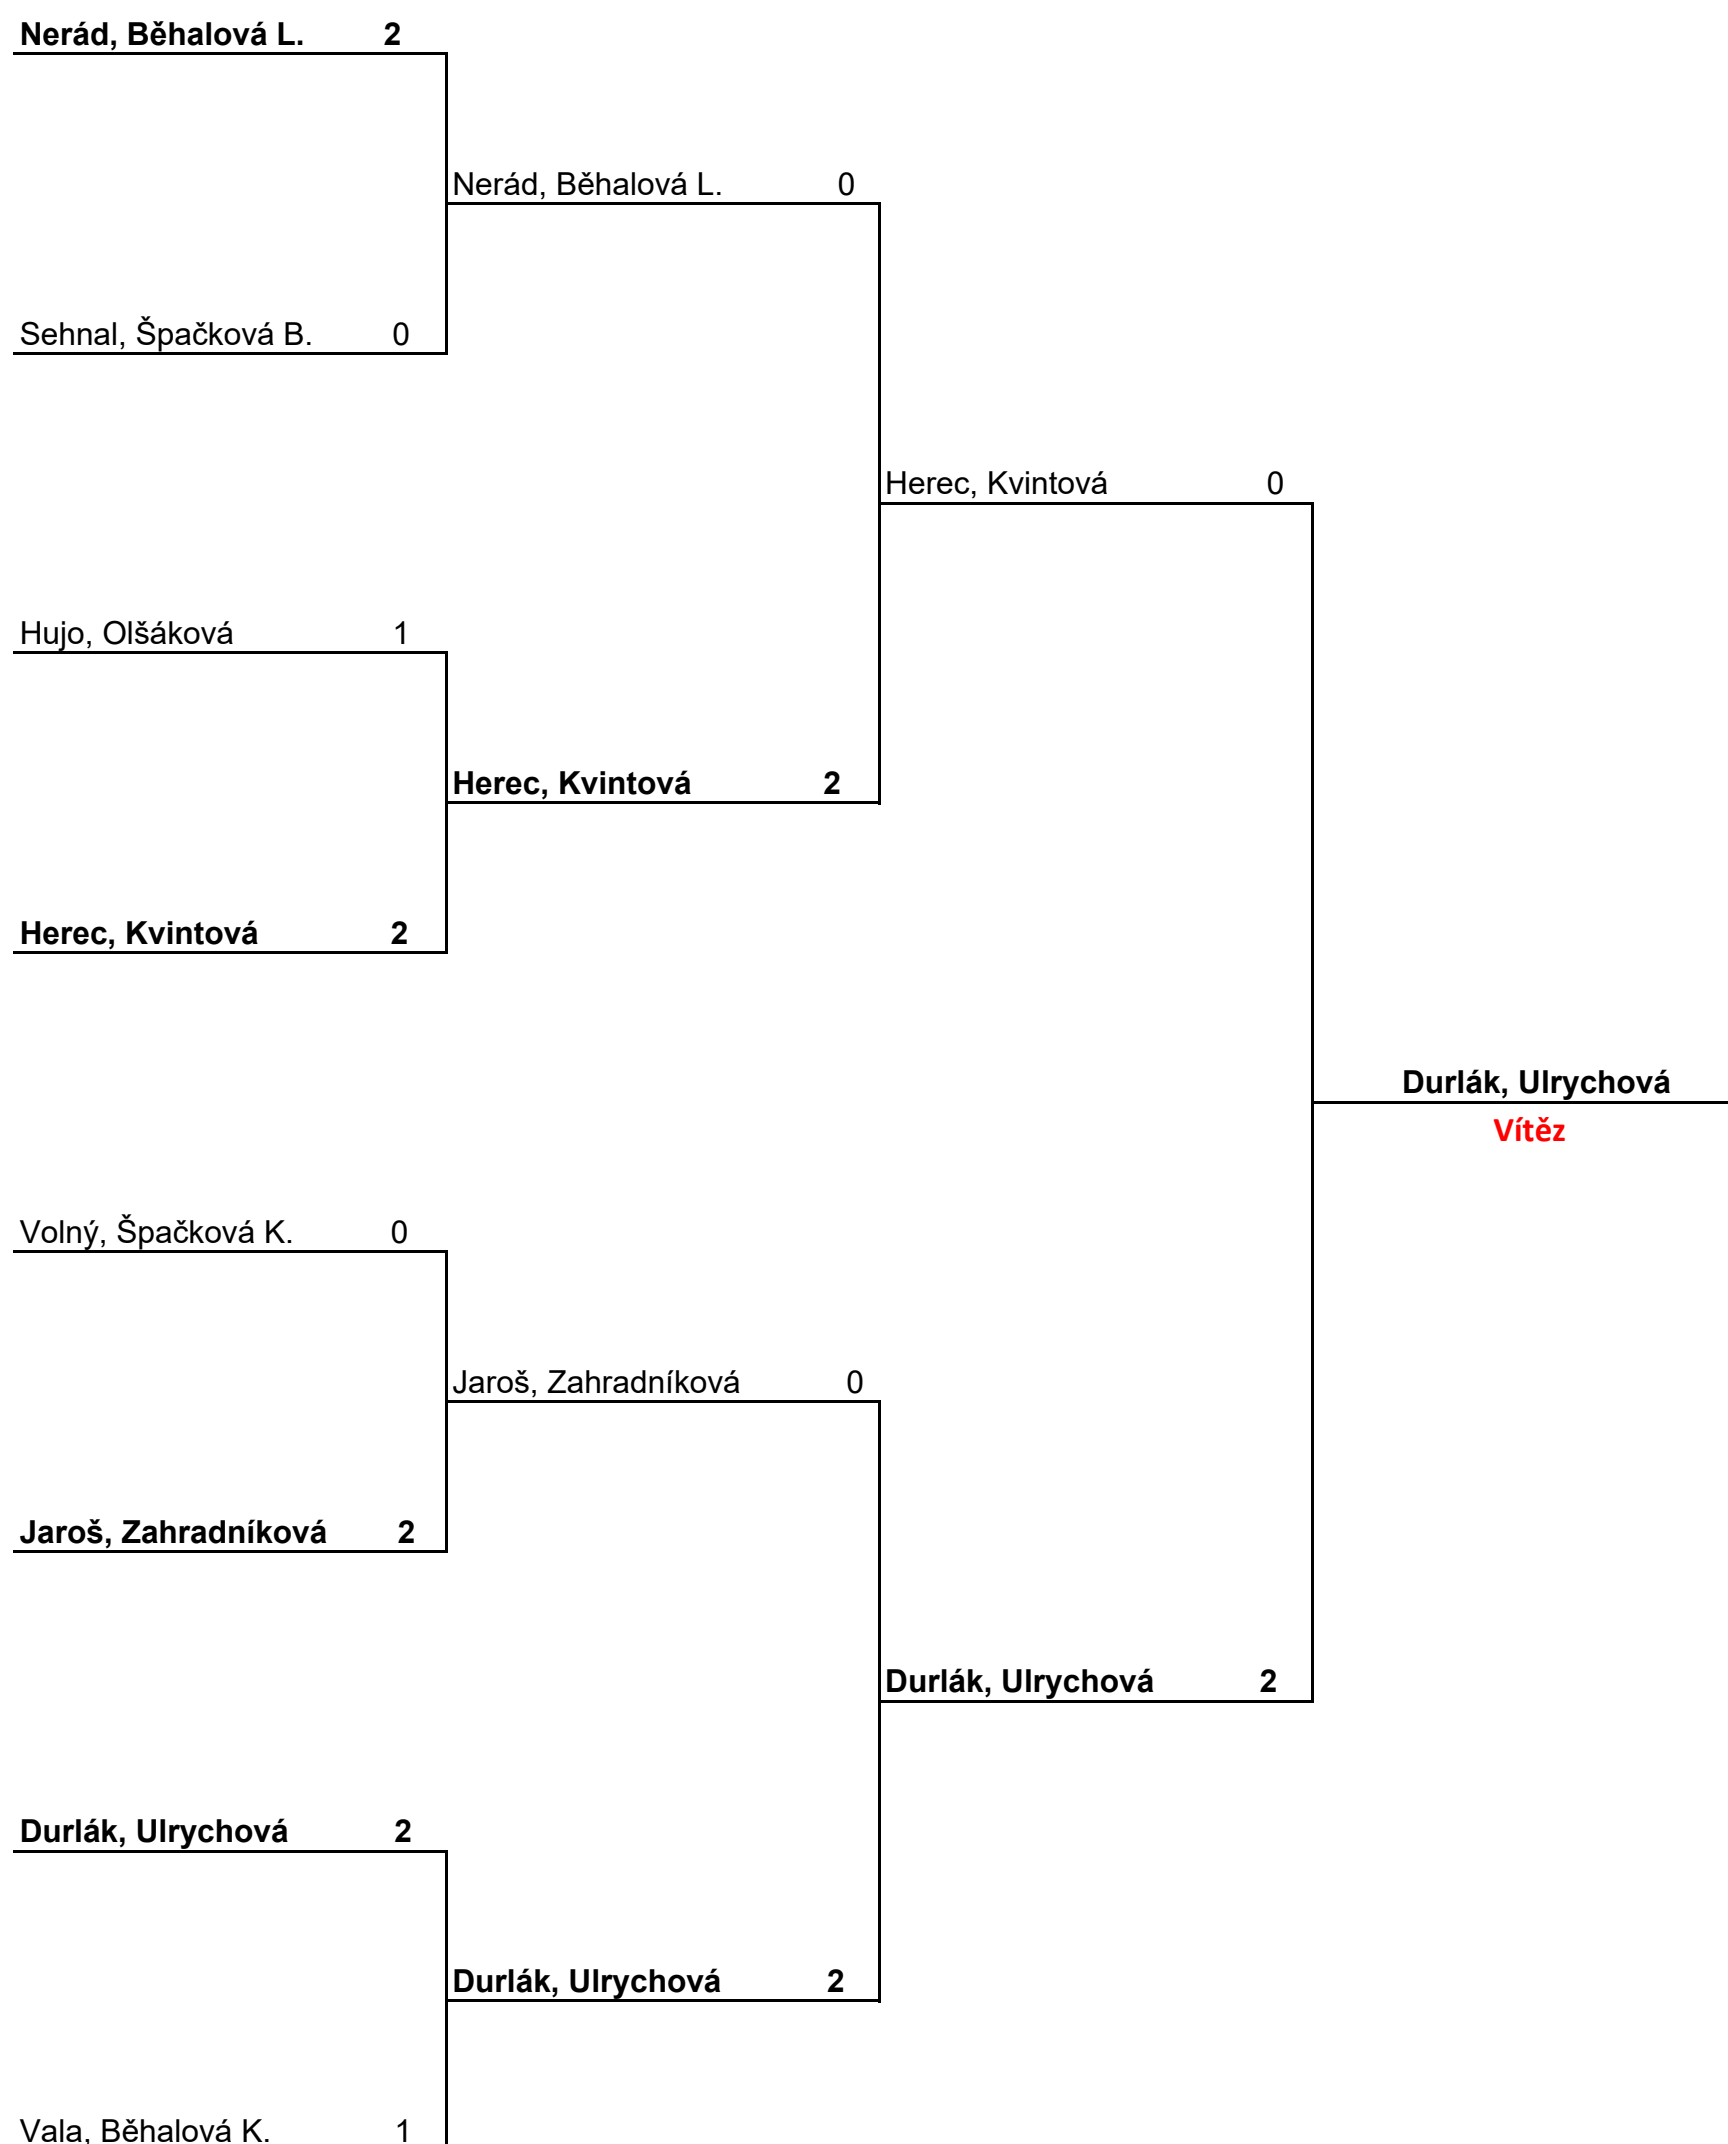 Nerád, Běhalová L. 2
Nerád, Běhalová L. 0
Sehnal, Špačková B. 0
Herec, Kvintová 0
Hujo, Olšáková 1
Herec, Kvintová 2
Herec, Kvintová 2
Durlák, Ulrychová
Vítěz
Volný, Špačková K. 0
Jaroš, Zahradníková 0
Jaroš, Zahradníková 2
Durlák, Ulrychová 2
Durlák, Ulrychová 2
Durlák, Ulrychová 2
Vala, Běhalová K. 1